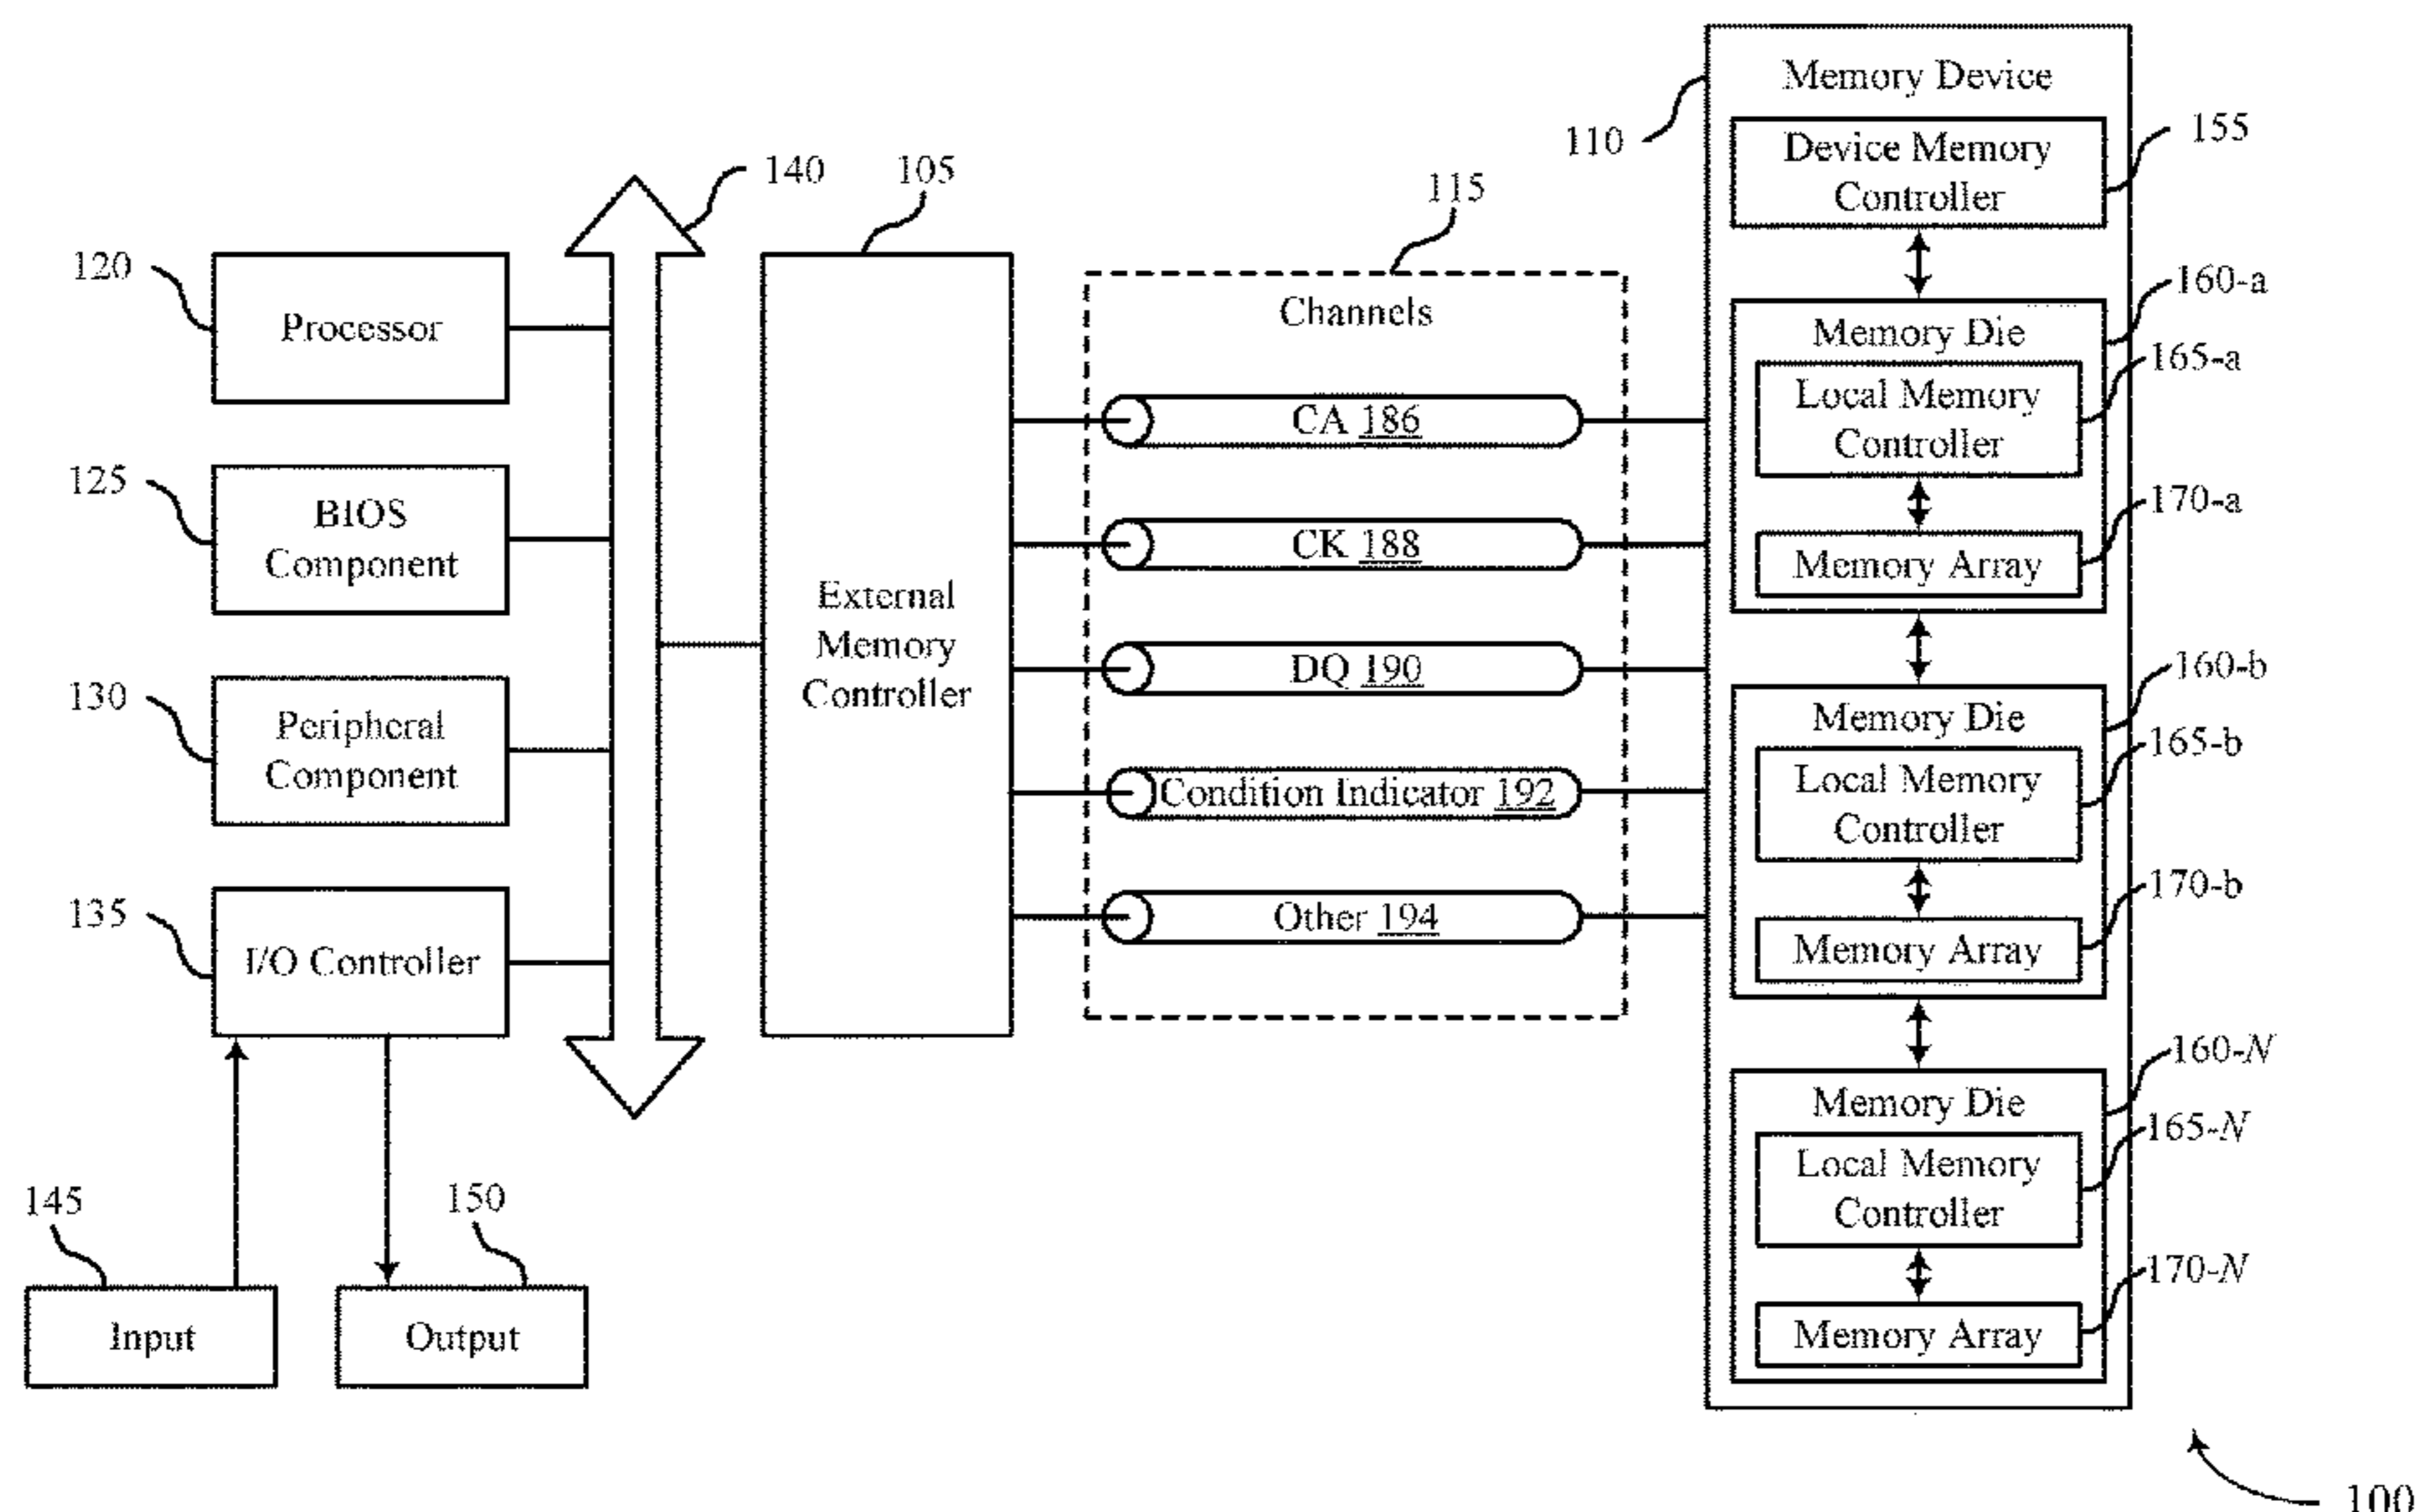 Memory Device
110
Device Memory
Controller
155
140
105
115
120
Processor
Channels
160-a
Memory Die
165-a
Local Memory
Controller
CA 186
125
BIOS
Component
CK 188
170-a
Memory Array
External
Memory
Controller
DQ 190
160-b
Memory Die
130
Peripheral
Component
165-b
Local Memory
Controller
Condition Indicator 192
135
I/O Controller
Other 194
170-b
Memory Array
160-N
Memory Die
165-N
Local Memory
Controller
145
150
170-N
Input
Output
Memory Array
100